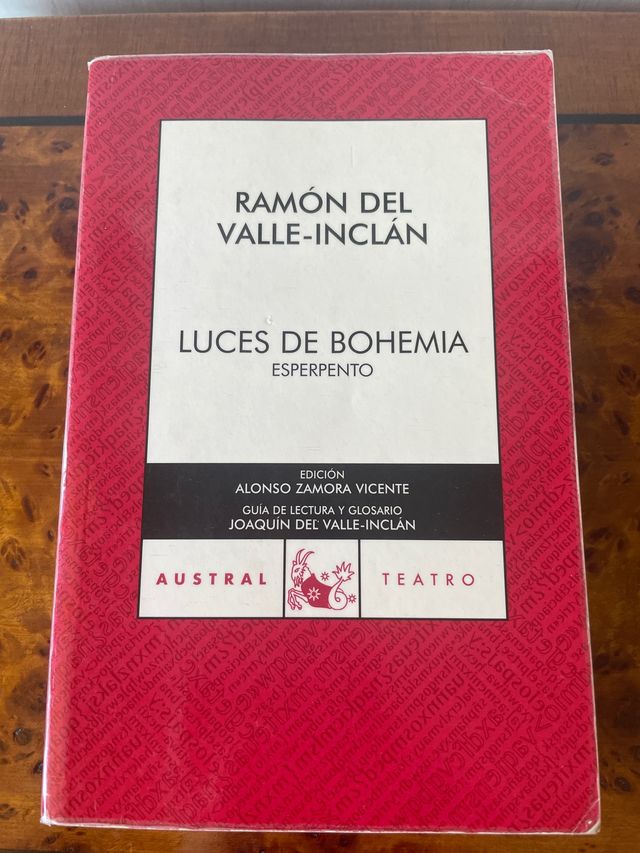 RAMÓN DEL
VALLE-INCLÁN
LUCES DE BOHEMIA
ESPERPENTO
EDICIÓN
ALONSO ZAMORA VICENTE
GUÍA DE LECTURA Y GLOSARIO
JOAQUÍN DEL VALLE-INCLÁN
AUSTRAL
TEATRO